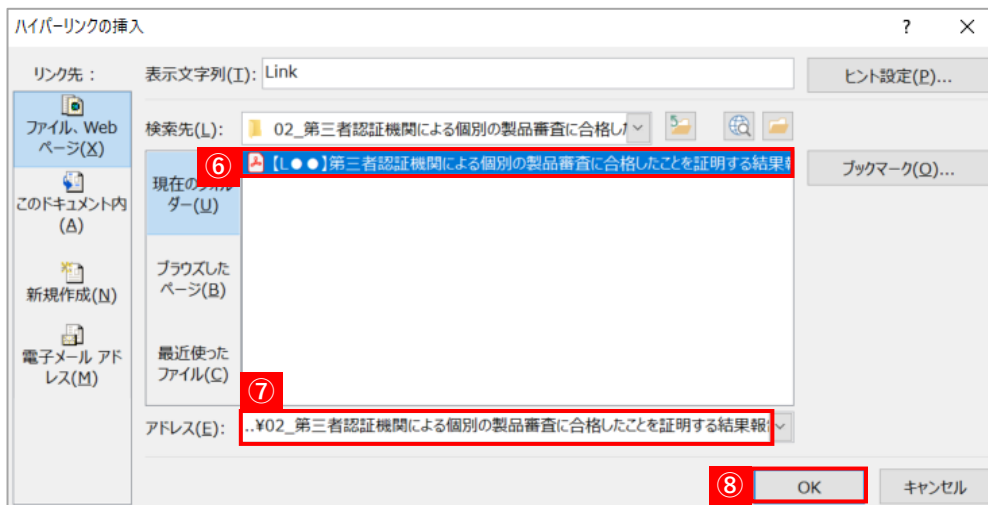 ハイパーリンクの挿入
? ×
リンク先：
表示文字列(T): Link
ヒント設定(P)...
ファイル、Web
ページ(X)
検索先(L): 02_第三者認証機関による個別の製品審査に合格し
⑥
【L●●】第三者認証機関による個別の製品審査に合格したことを証明する結果
ブックマーク(O)...
現在の
ダー(U)
このドキュメント内
(A)
ブラウズした
ページ(B)
新規作成(N)
最近使った
ファイル(C)
電子メール アド
レス(M)
⑦
アドレス(E): ..¥02_第三者認証機関による個別の製品審査に合格したことを証明する結果報
⑧
OK
キャンセル